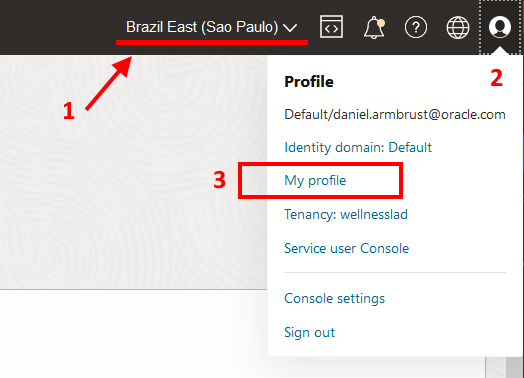 Brazil East (Sao Paulo)
1
2
Profile
Default/daniel.armbrust@oracle.com
Identity domain: Default
3
My profile
Tenancy: wellnesslad
Service user Console
Console settings
Sign out